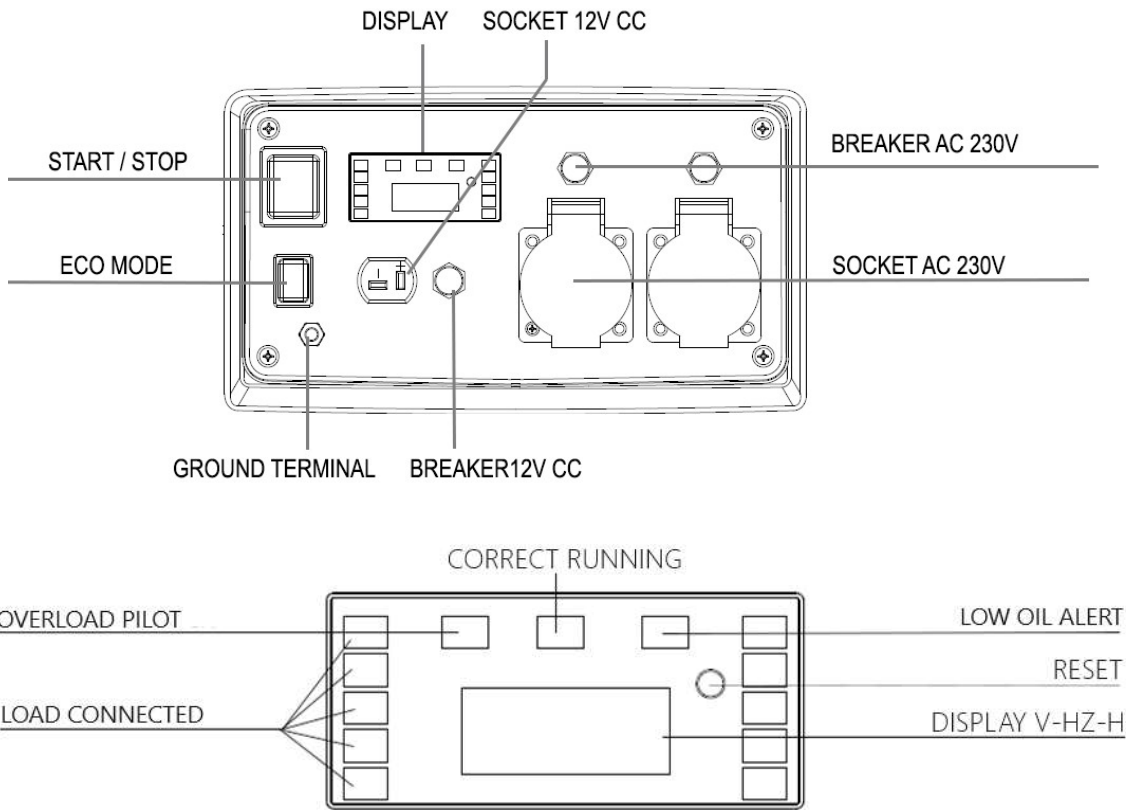 DISPLAY SOCKET 12V CC
START / STOP
BREAKER AC 230V
ECO MODE
SOCKET AC 230V
GROUND TERMINAL BREAKER12V CC
CORRECT RUNNING
OVERLOAD PILOT
LOW OIL ALERT
RESET
LOAD CONNECTED
DISPLAY V-HZ-H